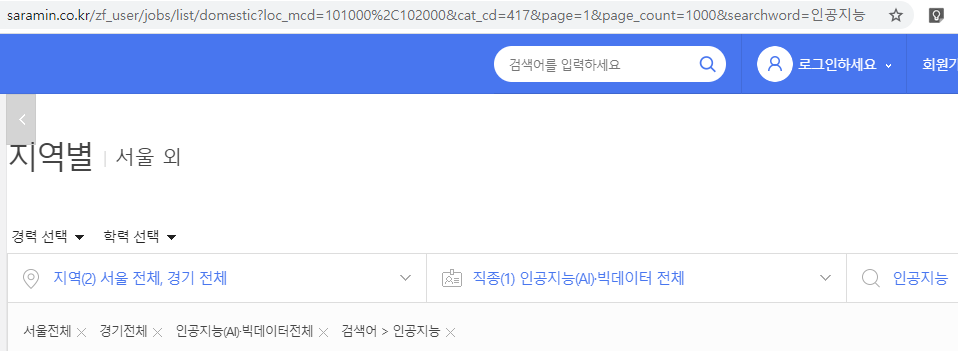 saramin.co.kr/zf_user/jobs/list/domestic?loc_mcd=101000%2C102000&cat_cd=417&page=1&page_count=1000&searchword=인공지능
검색어를 입력하세요 로그인하세요
지역별 | 서울 외
경력 선택 학력 선택
지역(2) 서울 전체, 경기 전체 직종(1) 인공지능(AI)·빅데이터 전체 인공지능
서울전체 경기전체 인공지능(AI)·빅데이터전체 검색어 > 인공지능